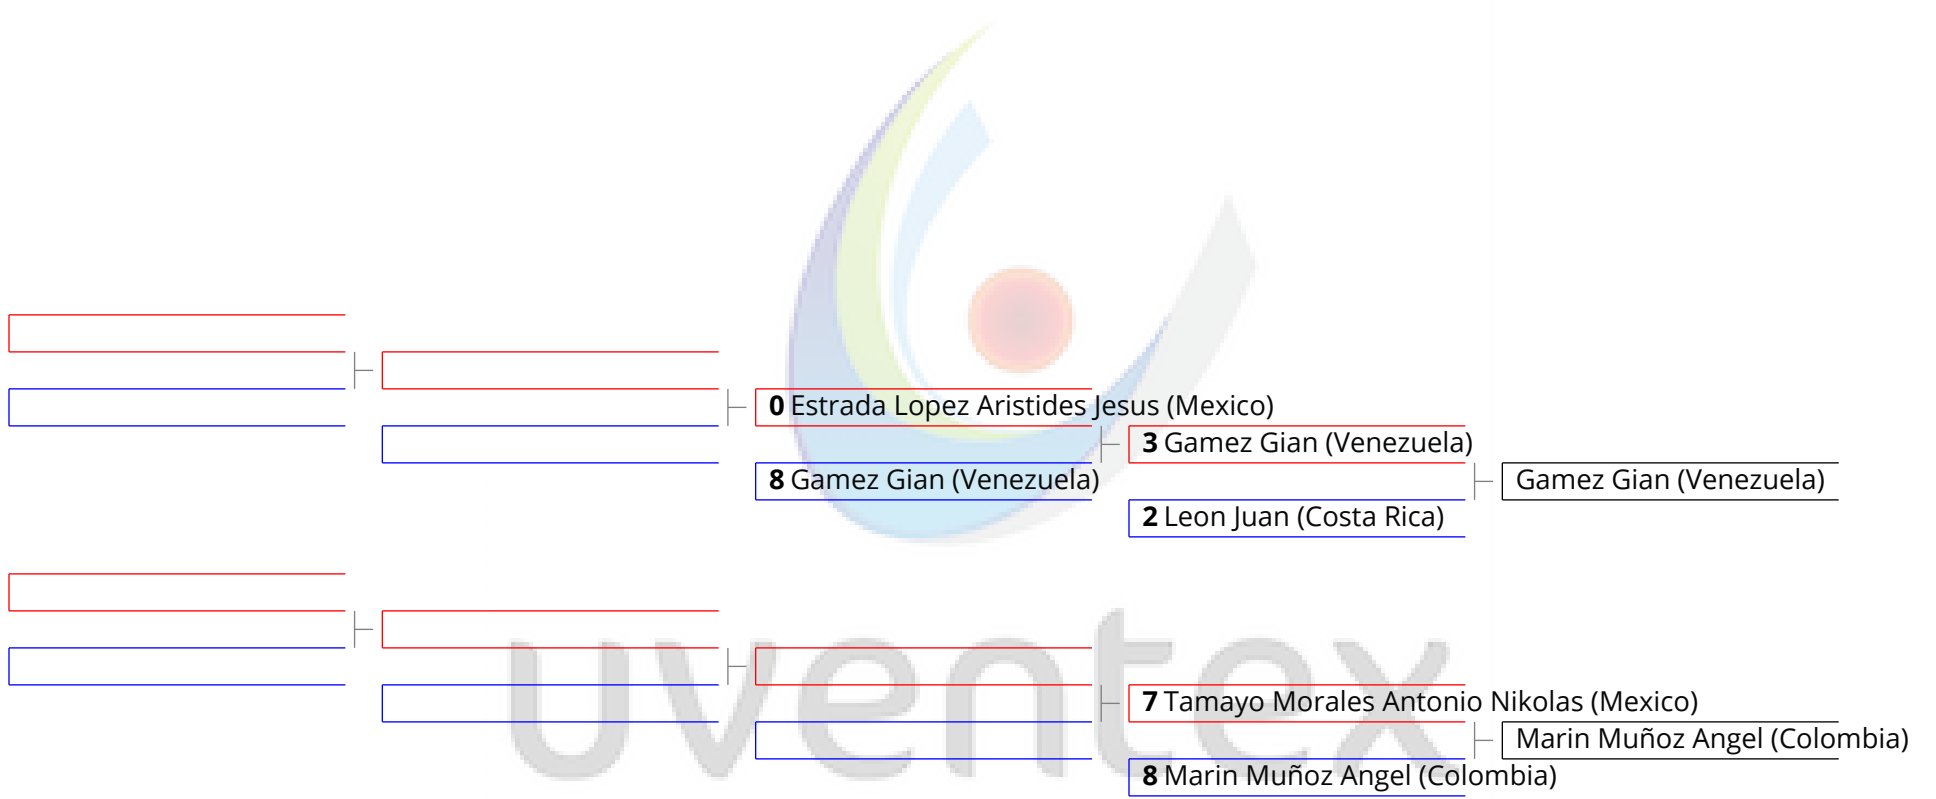 0 Estrada Lopez Aristides Jesus (Mexico)
3 Gamez Gian (Venezuela)
8 Gamez Gian (Venezuela)
Gamez Gian (Venezuela)
2 Leon Juan (Costa Rica)
7 Tamayo Morales Antonio Nikolas (Mexico)
Marin Muñoz Angel (Colombia)
8 Marin Muñoz Angel (Colombia)
uventex